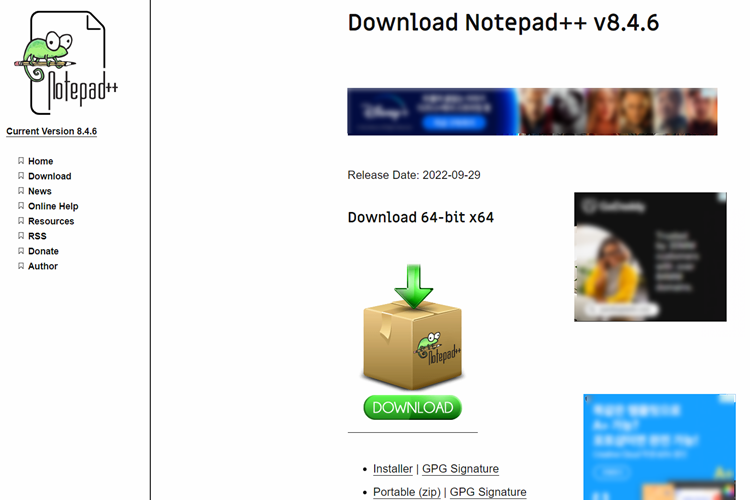 Notepad++
Current Version 8.4.6
Home
Download
News
Online Help
Resources
RSS
Donate
Author
Download Notepad++ v8.4.6
Disney+
Release Date: 2022-09-29
Download 64-bit x64
Notepad++
DOWNLOAD
Installer | GPG Signature
Portable (zip) | GPG Signature
GoDaddy